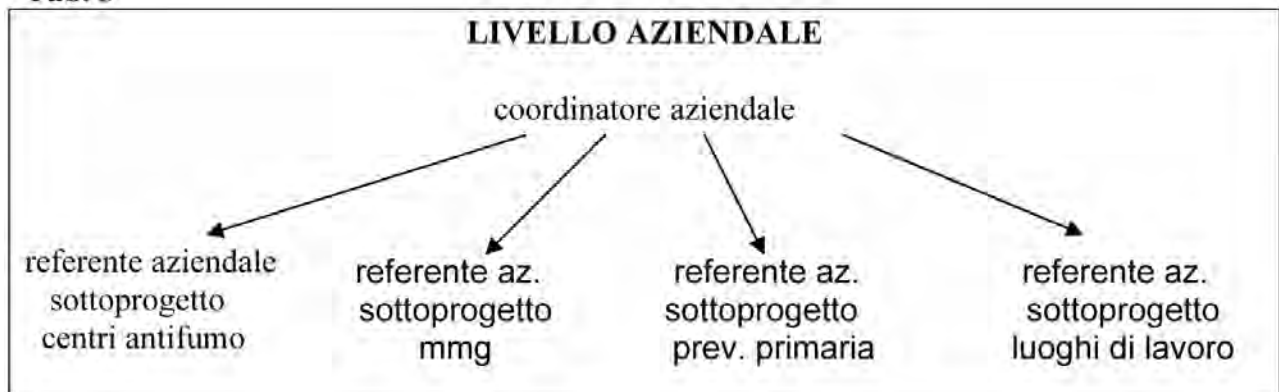 LIVELLO AZIENDALE
coordinatore aziendale
referente aziendale
sottoprogetto
centri antifumo
referente az.
sottoprogetto
mmg
referente az.
sottoprogetto
prev. primaria
referente az.
sottoprogetto
luoghi di lavoro